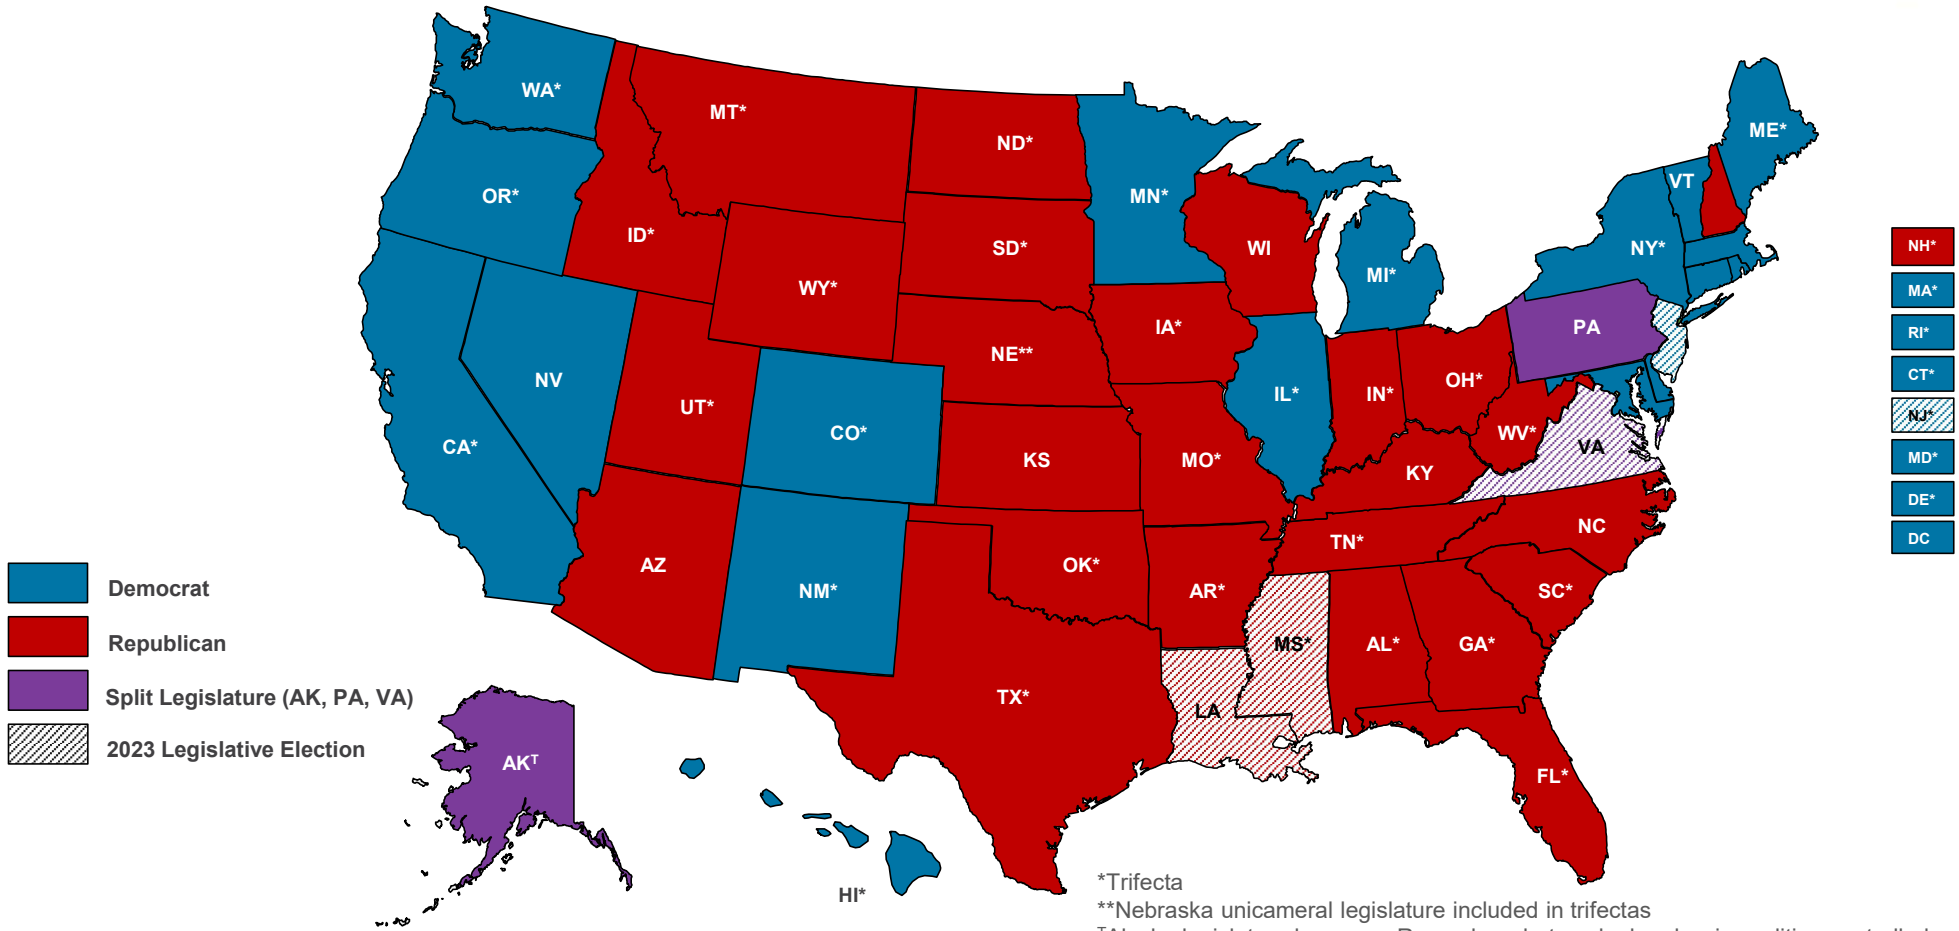 WA*
MT*
ND*
ME*
OR*
MN*
VT
ID*
SD*
WI
NY*
MI*
WY*
IA*
PA
NE**
NV
UT*
IL*
IN*
OH*
CA*
CO*
KS
MO*
KY
WV*
VA
NC
AZ
NM*
OK*
AR*
TN*
SC*
MS*
AL*
GA*
TX*
LA
FL*
AKᵀ
HI*
NH*
MA*
RI*
CT*
NJ*
MD*
DE*
DC
Democrat
Republican
Split Legislature (AK, PA, VA)
2023 Legislative Election
*Trifecta
**Nebraska unicameral legislature included in trifectas